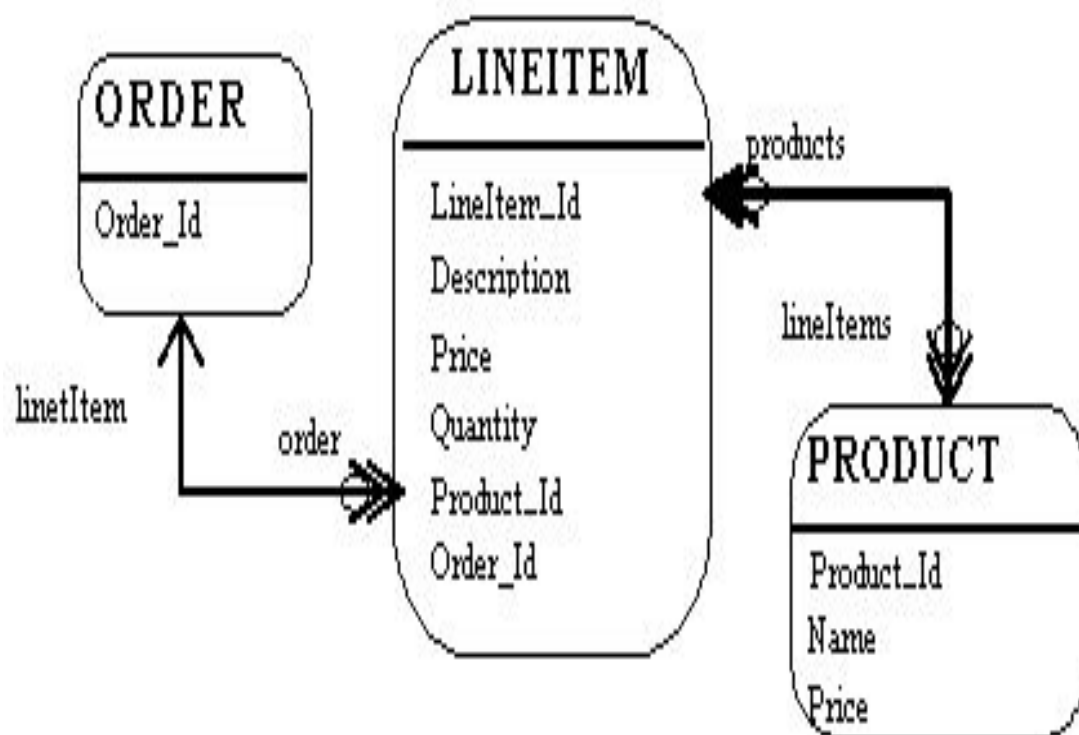 ORDER
Order_Id
linetItem
order
LINEITEM
LineItem_Id
Description
Price
Quantity
Product_Id
Order_Id
products
lineItems
PRODUCT
Product_Id
Name
Price